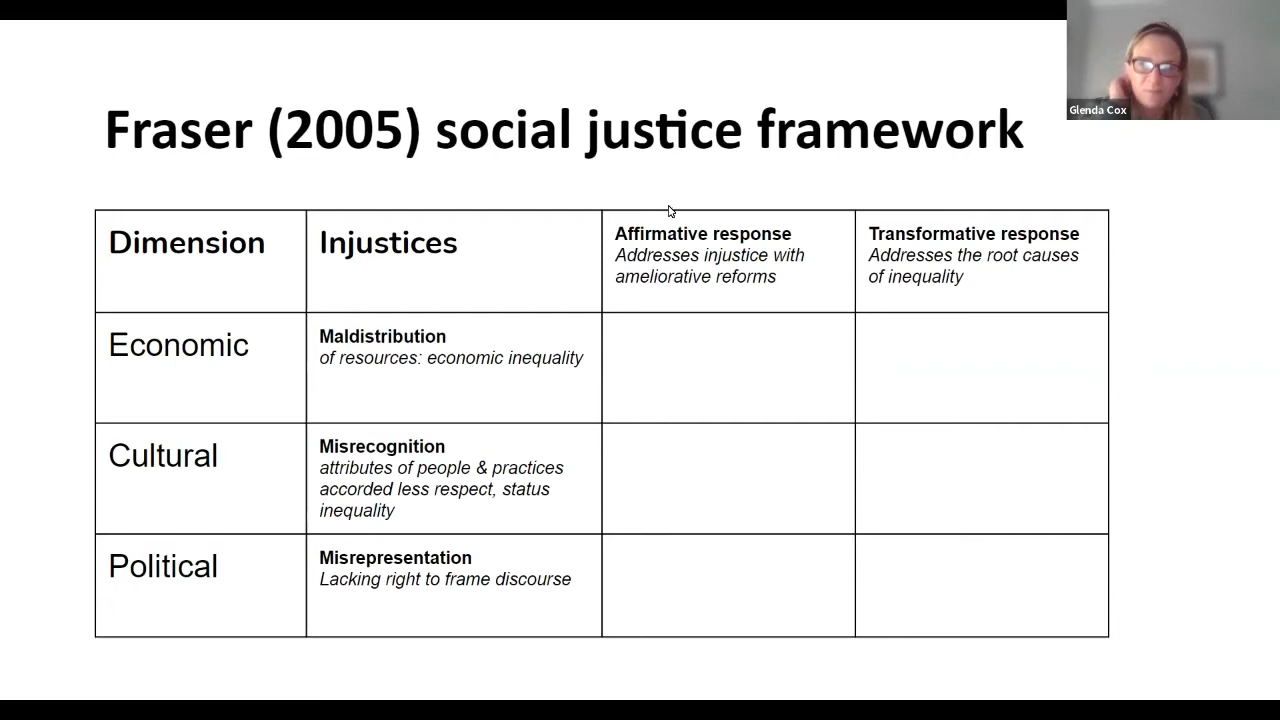 Glenda Cox
Fraser (2005) social justice framework
Dimension
Injustices
Affirmative response
Addresses injustice with
ameliorative reforms
Transformative response
Addresses the root causes
of inequality
Economic
Maldistribution
of resources: economic inequality
Cultural
Misrecognition
attributes of people & practices
accorded less respect, status
inequality
Political
Misrepresentation
Lacking right to frame discourse